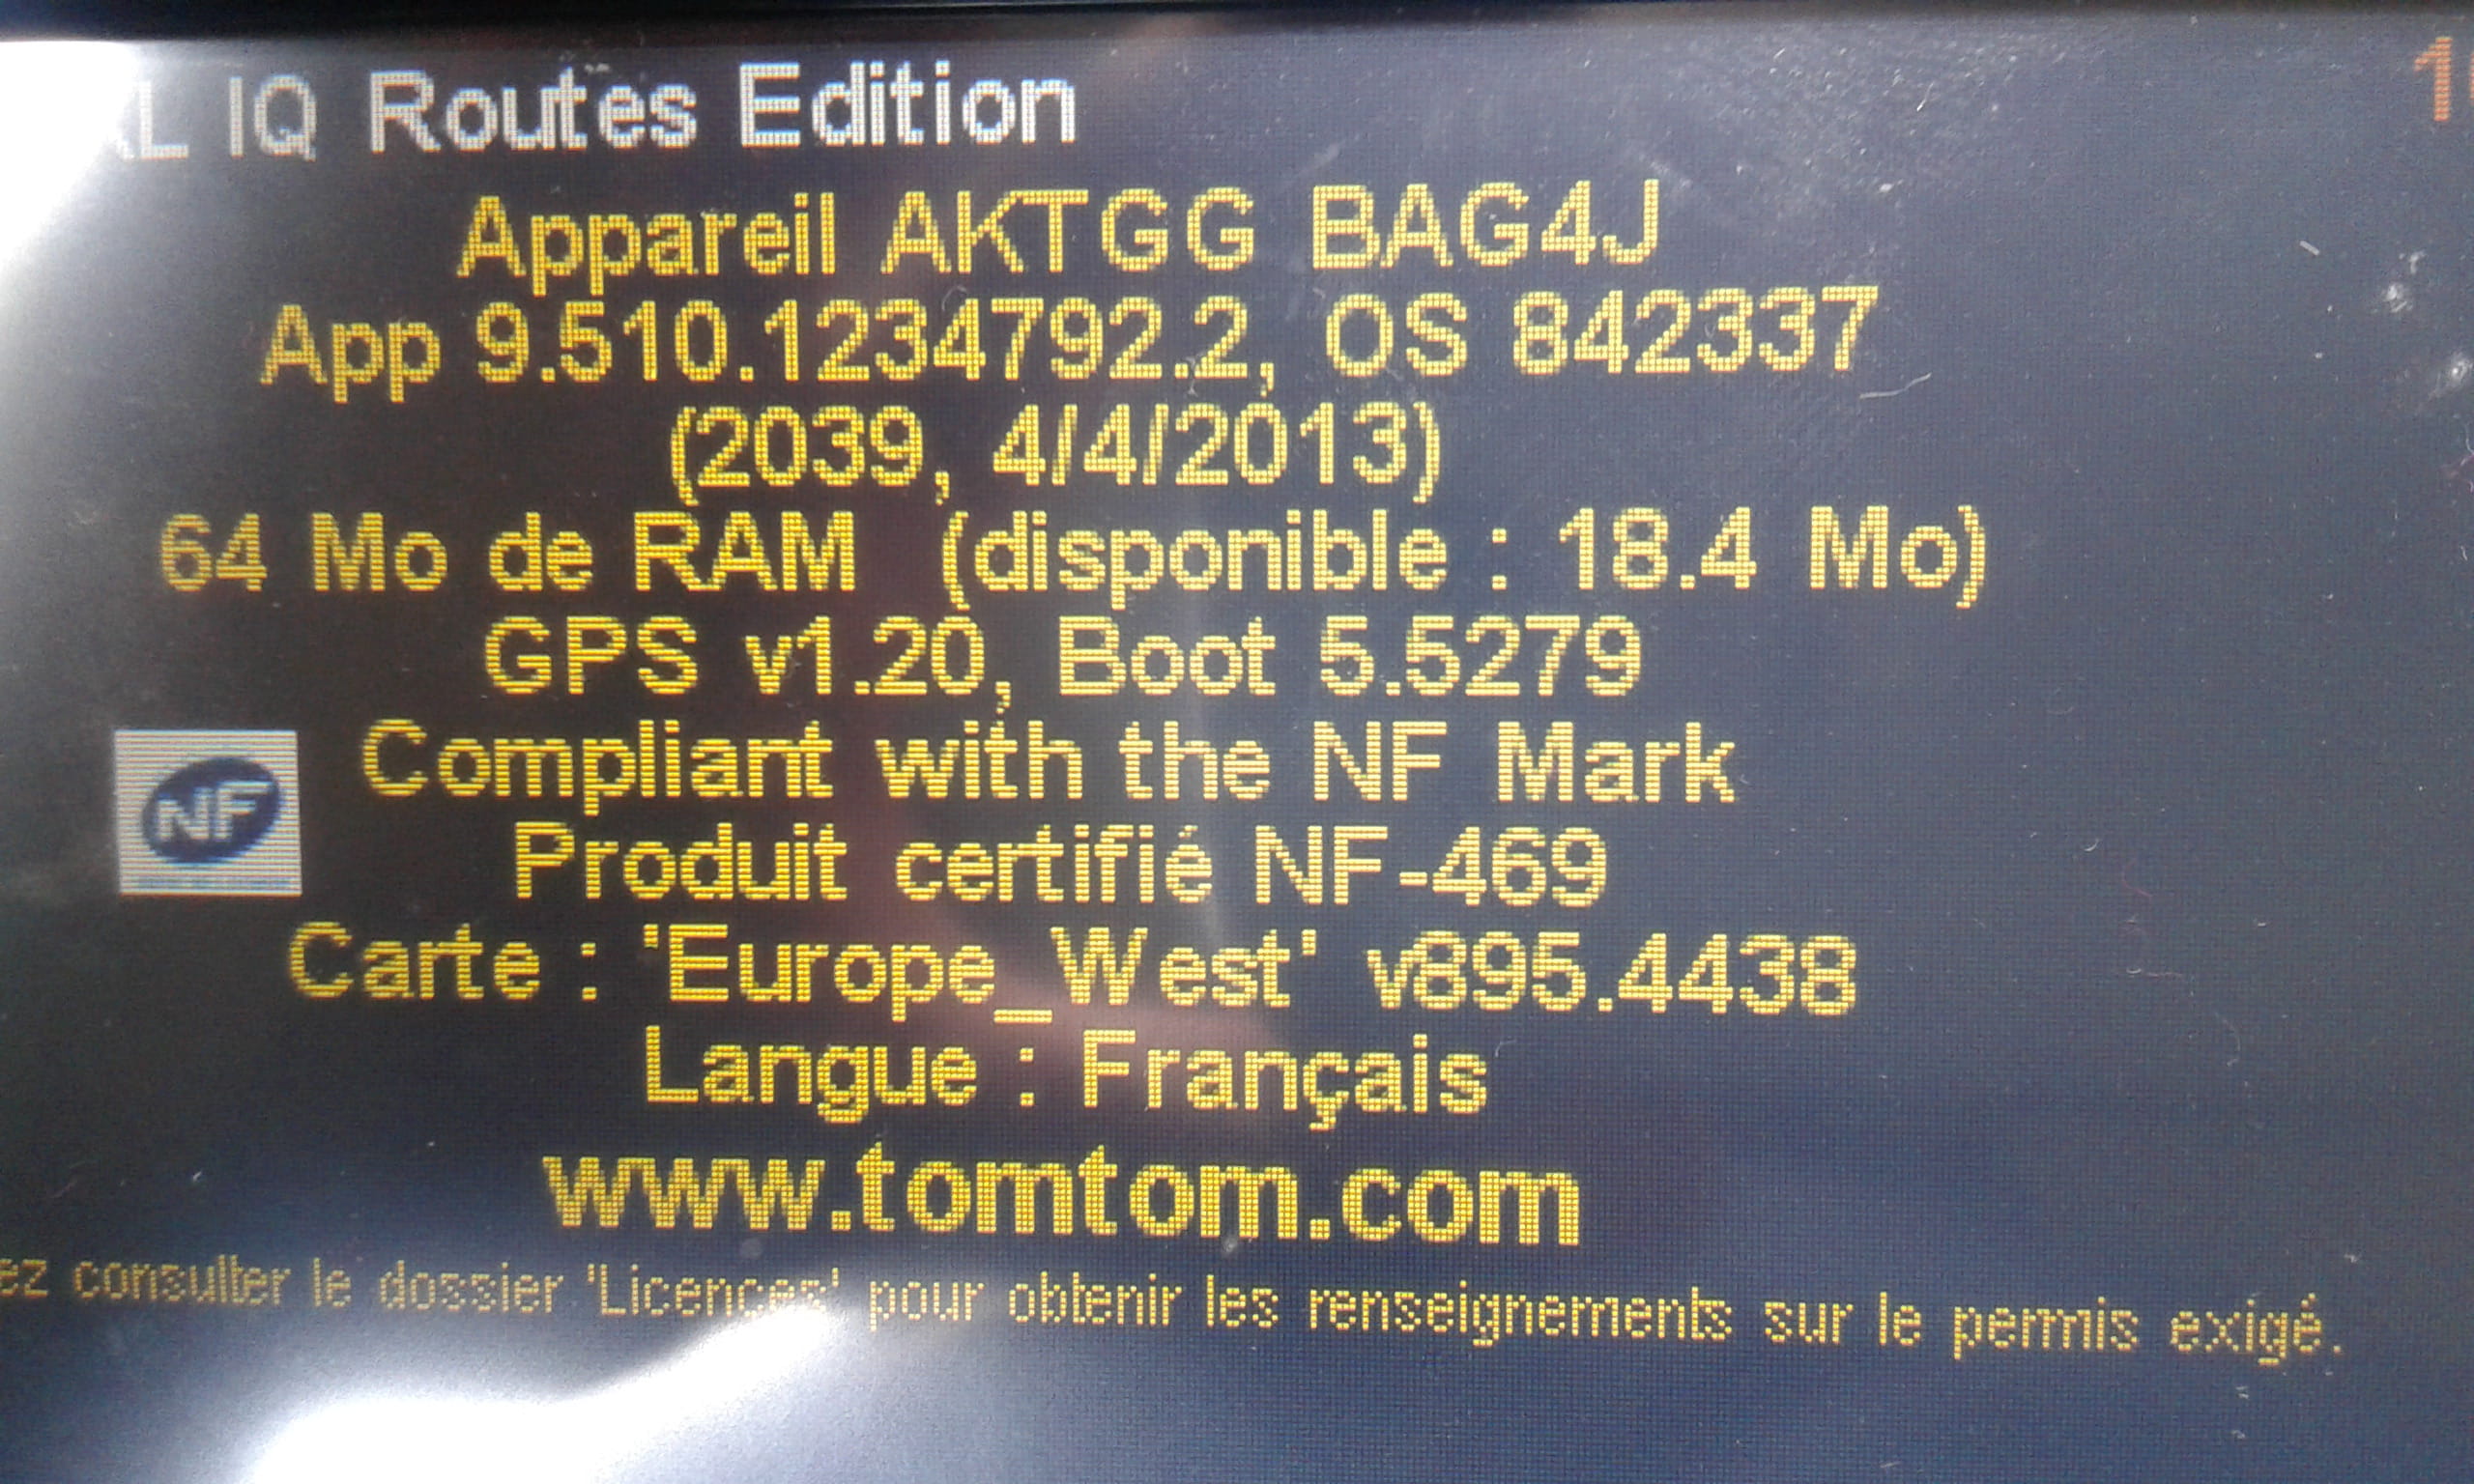 IQ Routes Edition
Appareil AKTGG BAG4J
App 9.510.1234792.2, OS 842337
(2039, 4/4/2013)
64 Mo de RAM (disponible : 18.4 Mo)
GPS v1.20, Boot 5.5279
NF
Compliant with the NF Mark
Produit certifié NF-469
Carte : 'Europe_West' v895.4438
Langue : Français
www.tomtom.com
consulter le dossier 'Licences' pour obtenir les renseignements sur le permis exigé.